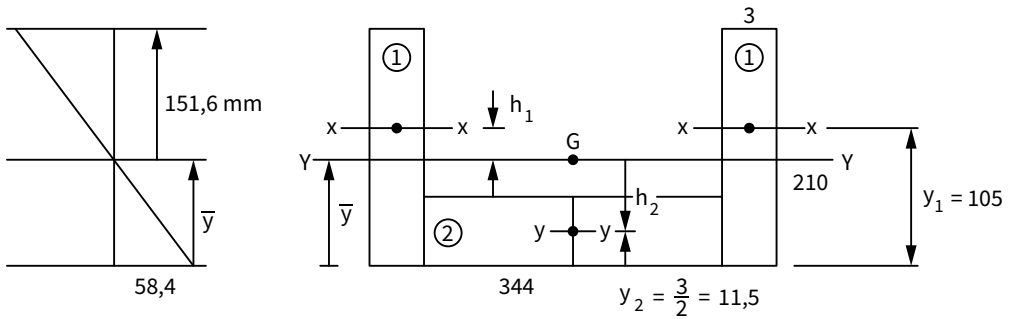 3
① ①
151,6 mm
h₁
x x x x
G
Y Y
210
y₁ = 105
ȳ ȳ
h₂
② y y
58,4
344
y₂ = 3/2 = 11,5